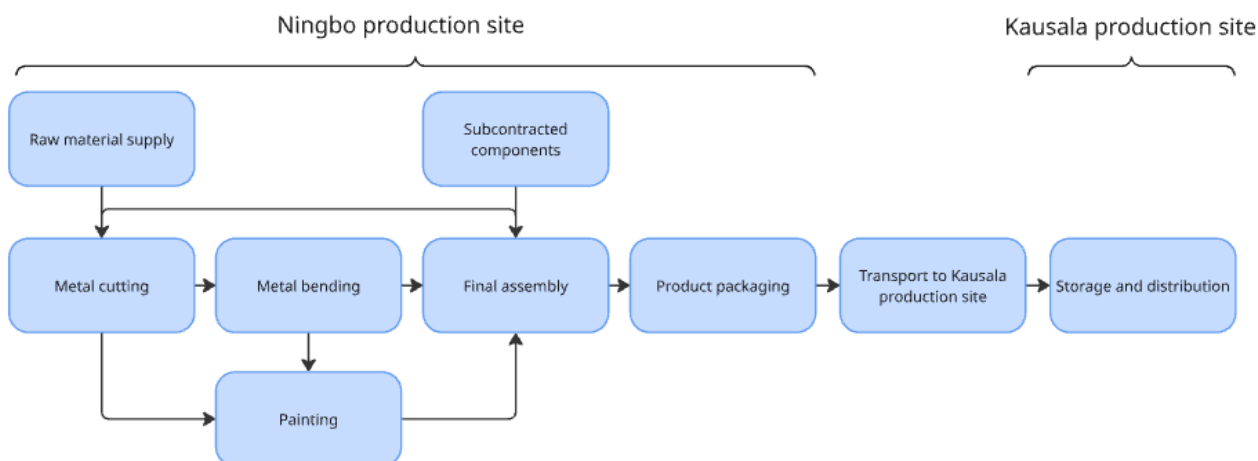 Ningbo production site
Kausala production site
Raw material supply
Subcontracted
components
Metal cutting
Metal bending
Final assembly
Product packaging
Transport to Kausala
production site
Storage and distribution
Painting